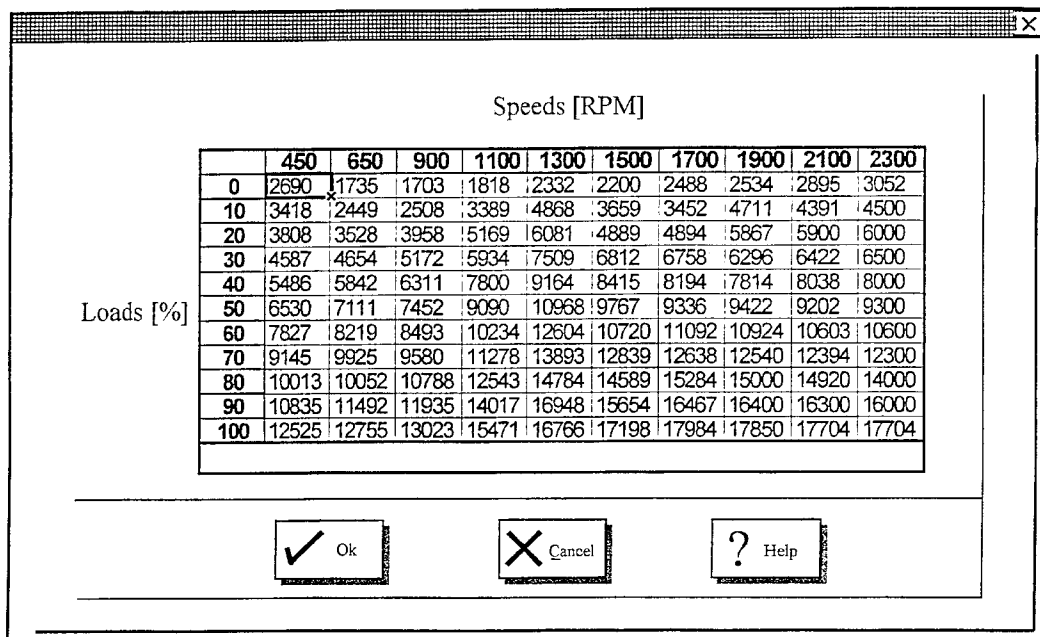 Speeds [RPM]
450 650 900 1100 1300 1500 1700 1900 2100 2300
0 2690 1735 1703 1818 2332 2200 2488 2534 2895 3052
10 3418 2449 2508 3389 4868 3659 3452 4711 4391 4500
20 3808 3528 3958 5169 6081 4889 4894 5867 5900 6000
30 4587 4654 5172 5934 7509 6812 6758 6296 6422 6500
40 5486 5842 6311 7800 9164 8415 8194 7814 8038 8000
Loads [%]
50 6530 7111 7452 9090 10968 9767 9336 9422 9202 9300
60 7827 8219 8493 10234 12604 10720 11092 10924 10603 10600
70 9145 9925 9580 11278 13893 12839 12638 12540 12394 12300
80 10013 10052 10788 12543 14784 14589 15284 15000 14920 14000
90 10835 11492 11935 14017 16948 15654 16467 16400 16300 16000
100 12525 12755 13023 15471 16766 17198 17984 17850 17704 17704
Ok Cancel ? Help